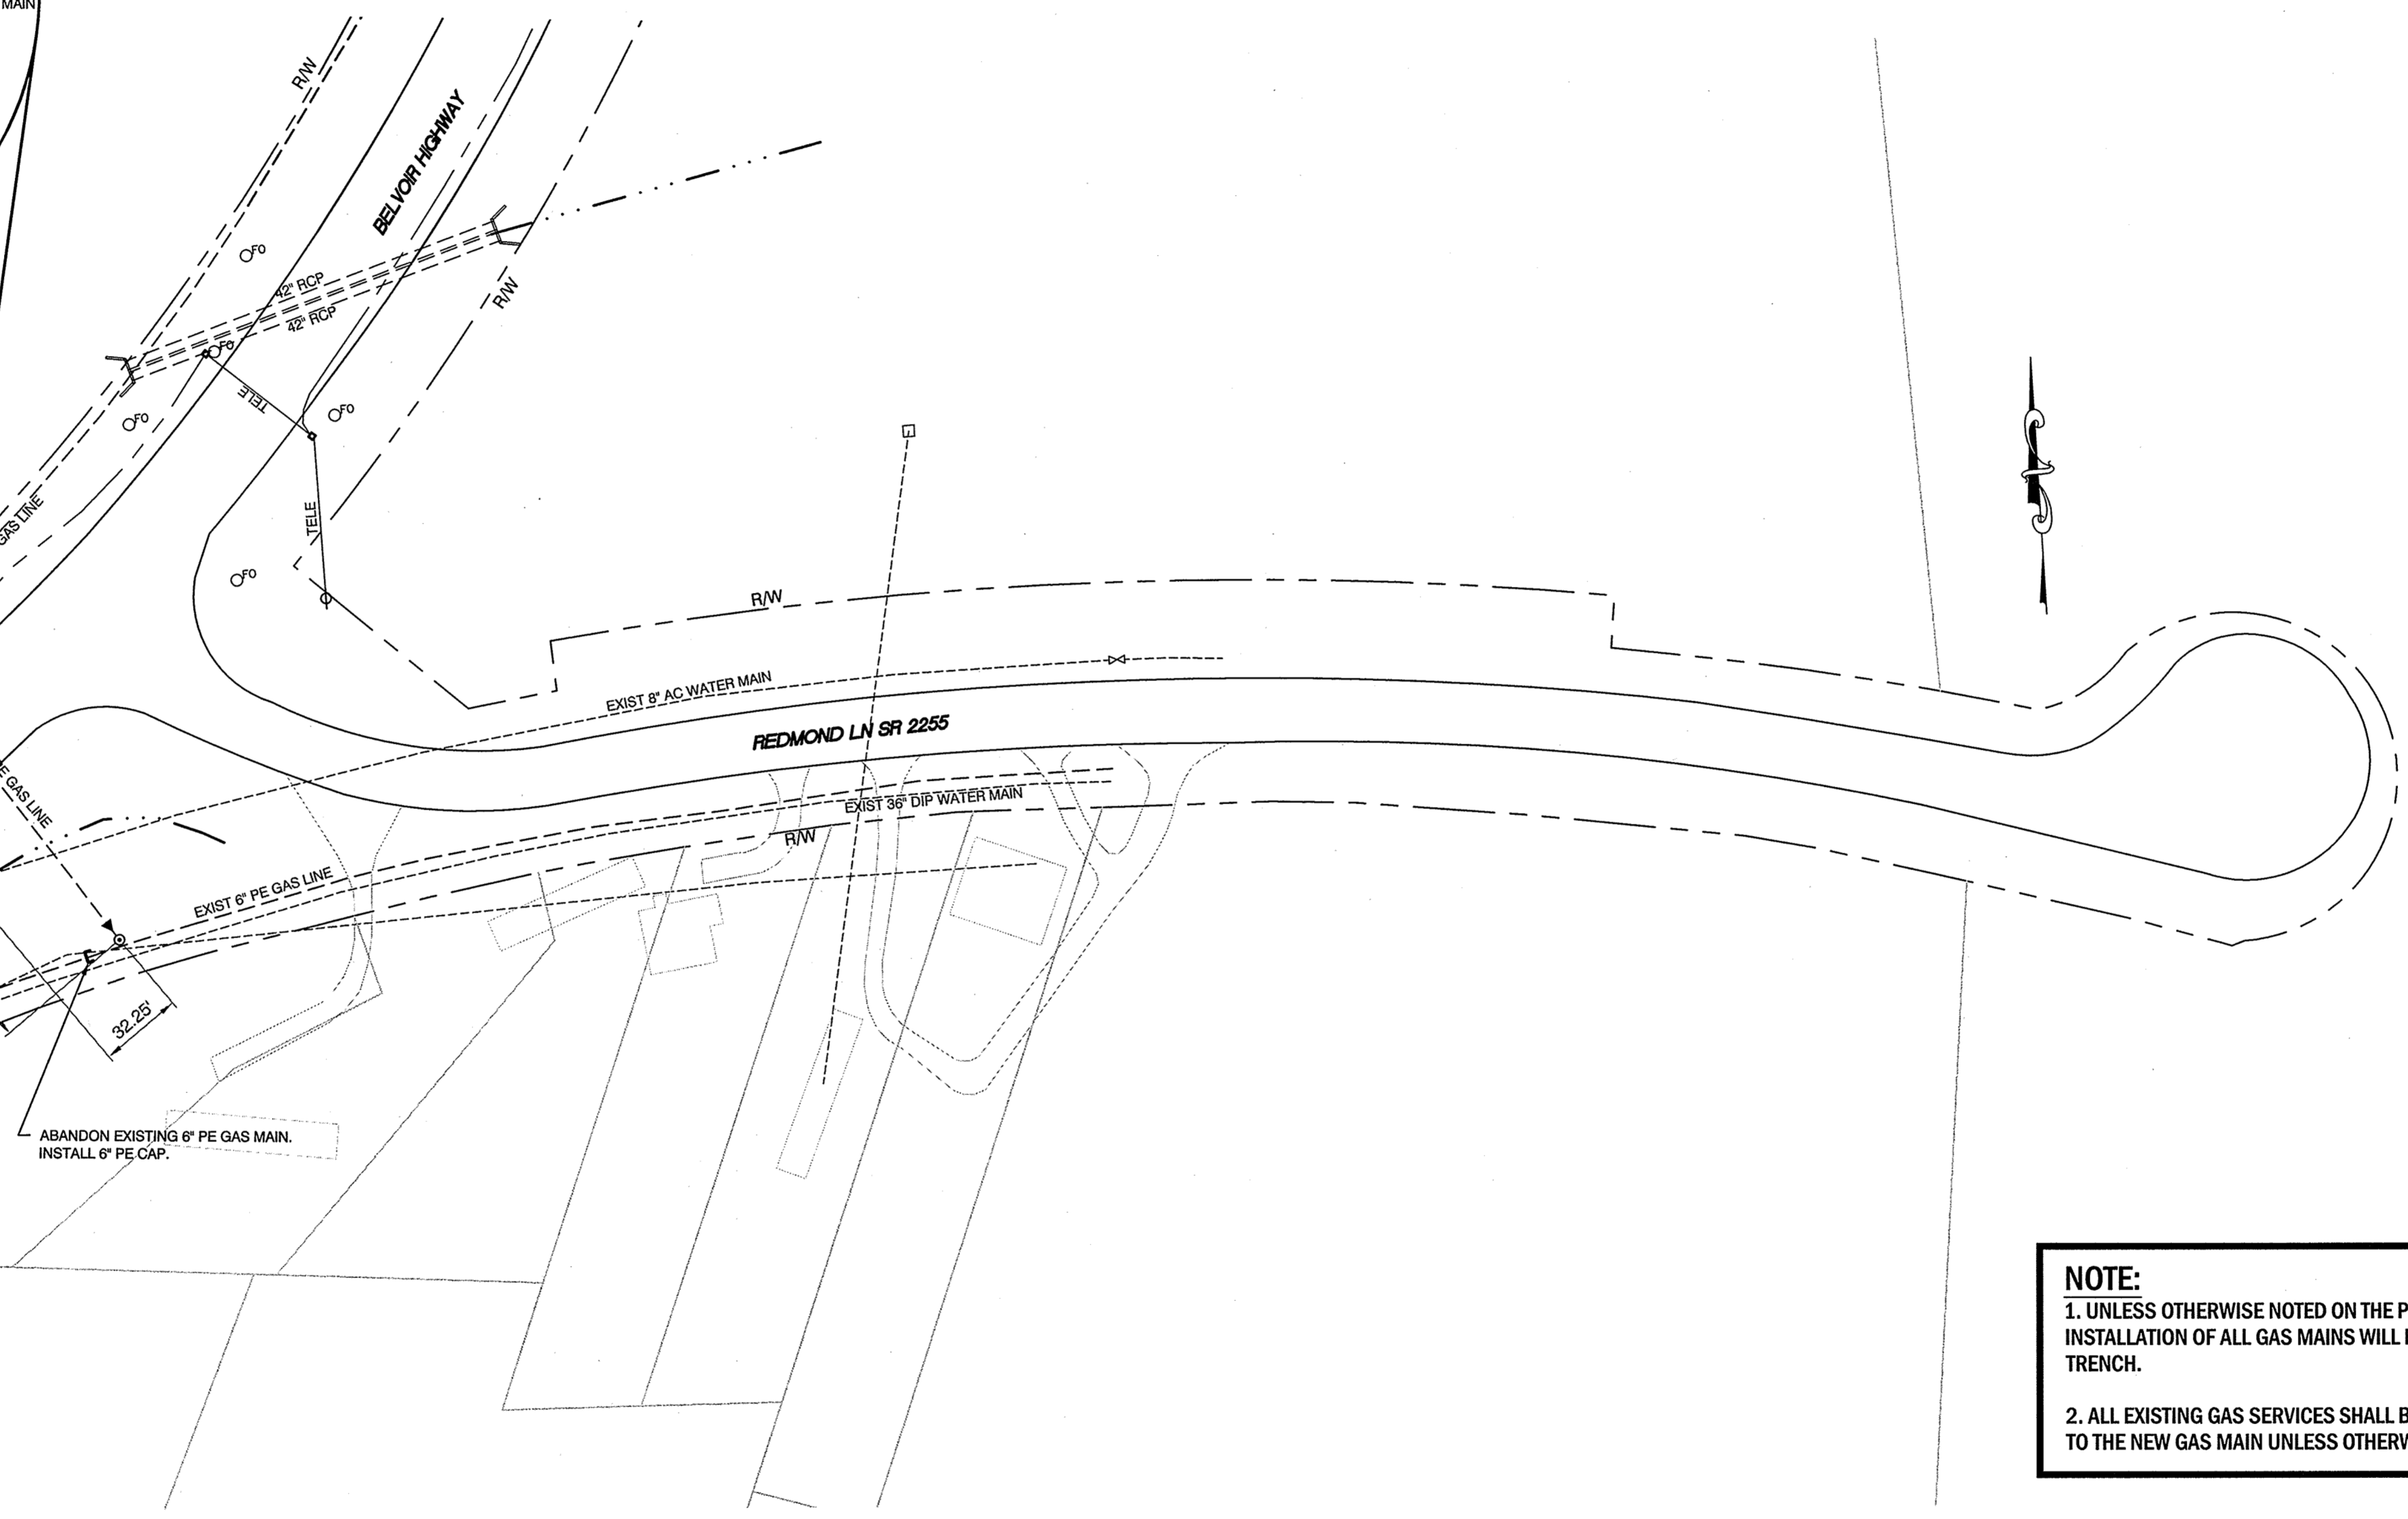 MAIN
R/W
BELVOIR HIGHWAY
FO
42" RCP
42" RCP
R/W
FO
TELE
FO
FO
GAS LINE
TELE
FO
R/W
EXIST 8" AC WATER MAIN
REDMOND LN SR 2255
E GAS LINE
EXIST 36" DIP WATER MAIN
R/W
EXIST 6" PE GAS LINE
32.25'
ABANDON EXISTING 6" PE GAS MAIN.
INSTALL 6" PE CAP.
NOTE:
1. UNLESS OTHERWISE NOTED ON THE P
INSTALLATION OF ALL GAS MAINS WILL
TRENCH.
2. ALL EXISTING GAS SERVICES SHALL B
TO THE NEW GAS MAIN UNLESS OTHERW